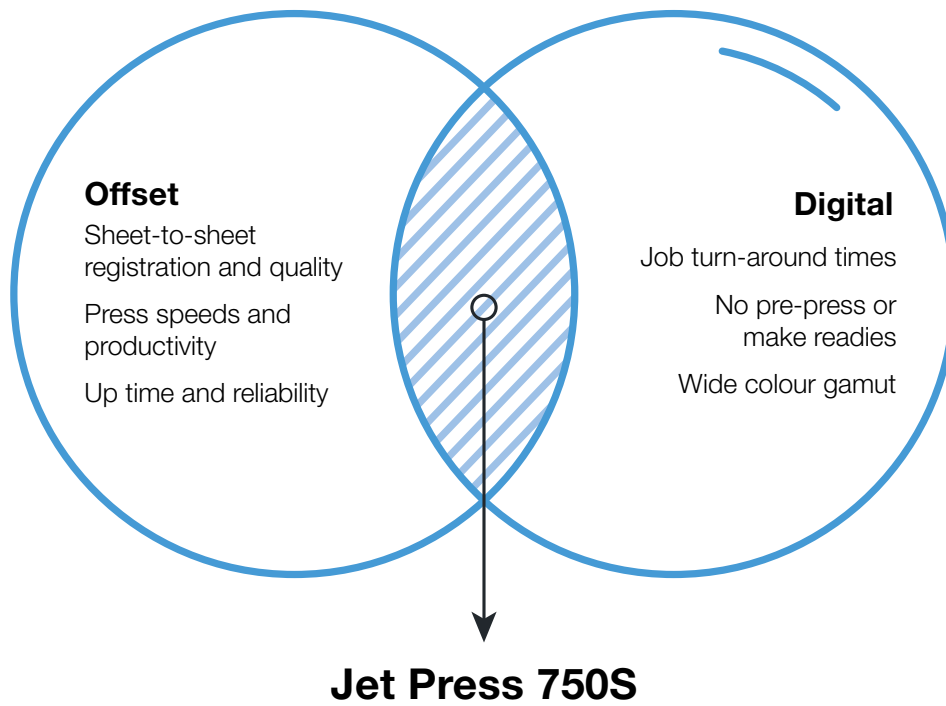 Offset
Sheet-to-sheet
registration and quality
Press speeds and
productivity
Up time and reliability
Digital
Job turn-around times
No pre-press or
make readies
Wide colour gamut
Jet Press 750S